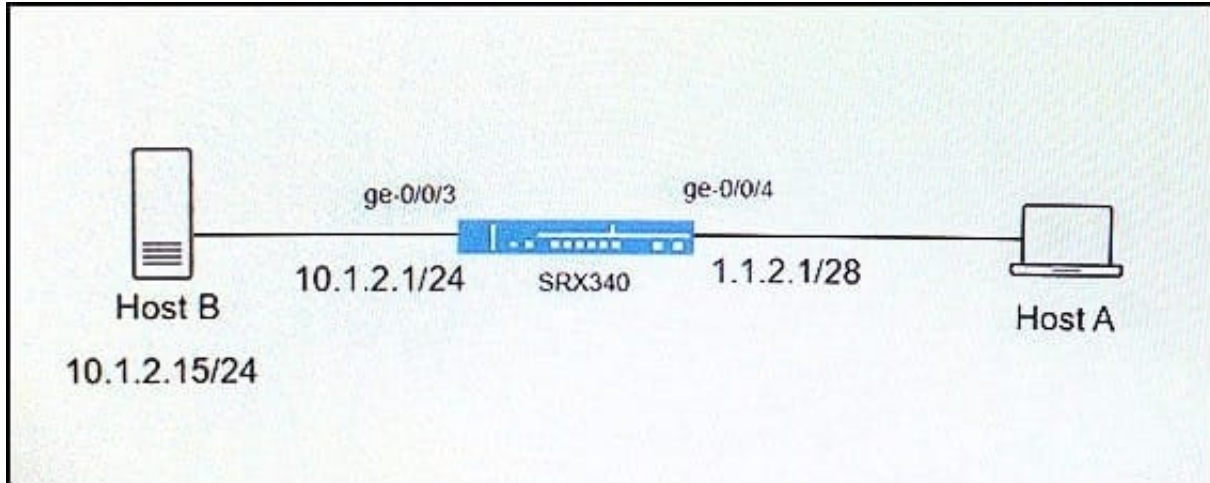 ge-0/0/3
ge-0/0/4
10.1.2.1/24
SRX340
1.1.2.1/28
Host B
Host A
10.1.2.15/24